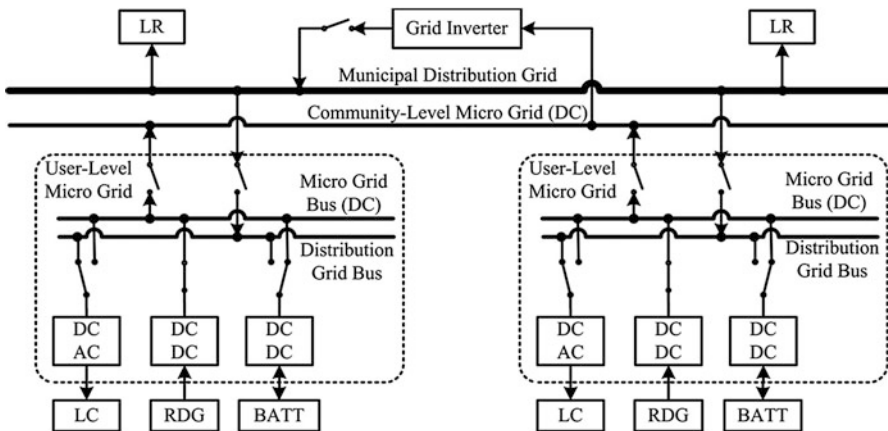 LR
Grid Inverter
LR
Municipal Distribution Grid
Community-Level Micro Grid (DC)
User-Level
Micro Grid
Micro Grid
Bus (DC)
Distribution
Grid Bus
DC
AC
DC
DC
DC
DC
LC
RDG
BATT
User-Level
Micro Grid
Micro Grid
Bus (DC)
Distribution
Grid Bus
DC
AC
DC
DC
DC
DC
LC
RDG
BATT